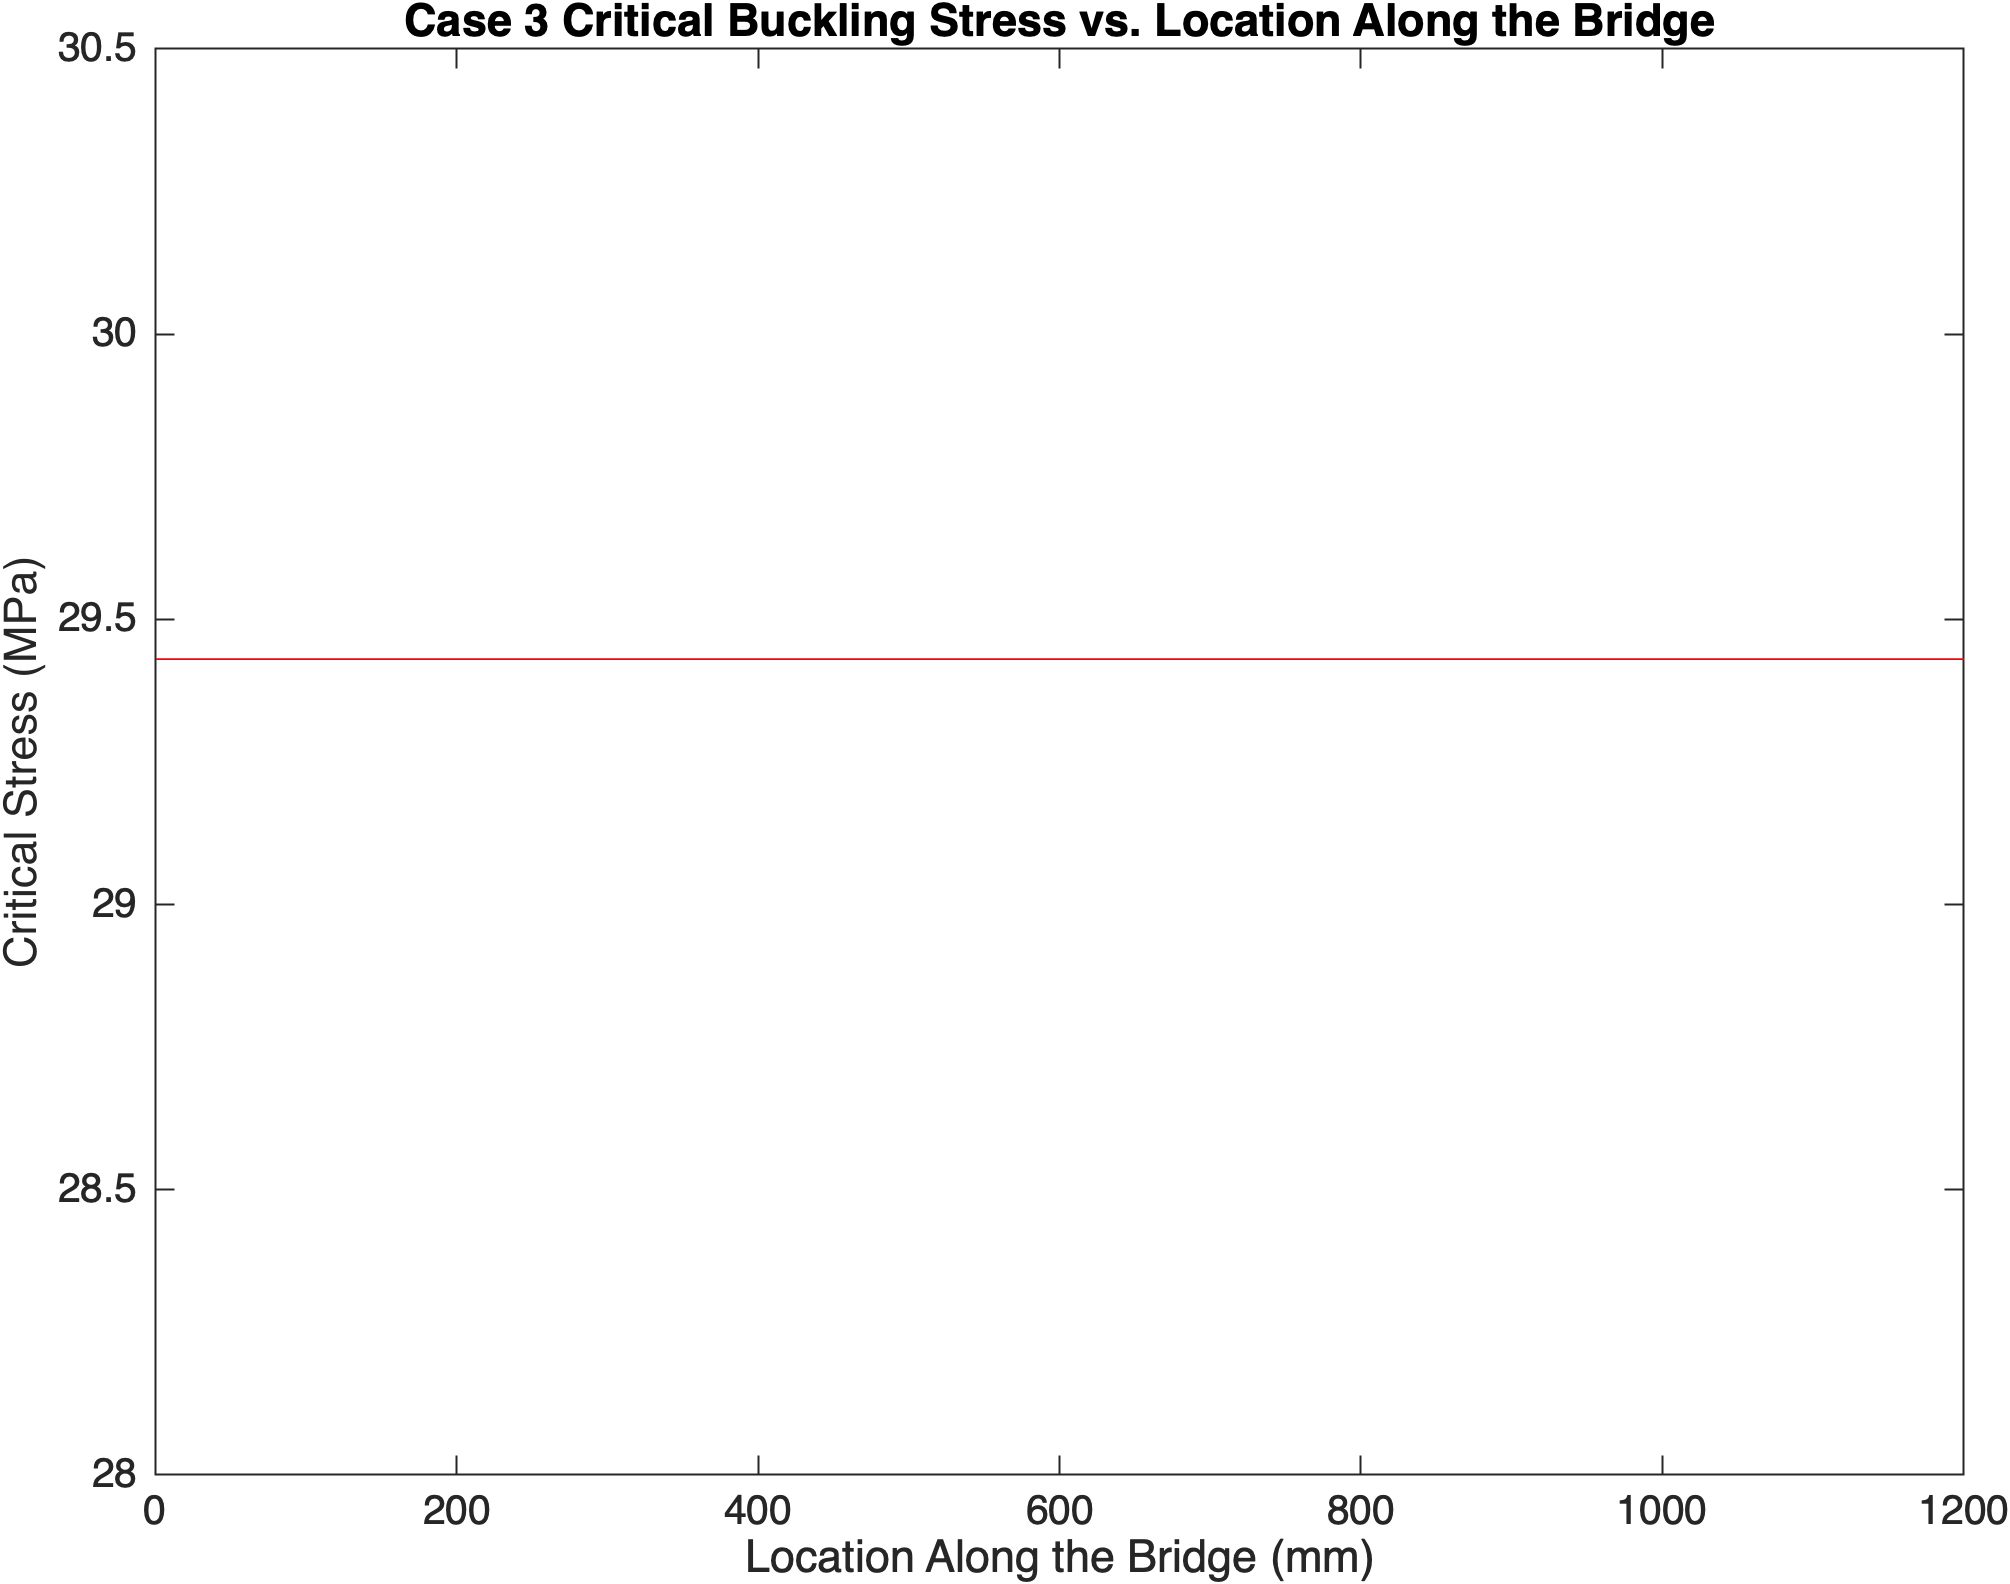 Case 3 Critical Buckling Stress vs. Location Along the Bridge
30.5
30
29.5
29
28.5
28
Critical Stress (MPa)
0 200 400 600 800 1000 1200
Location Along the Bridge (mm)